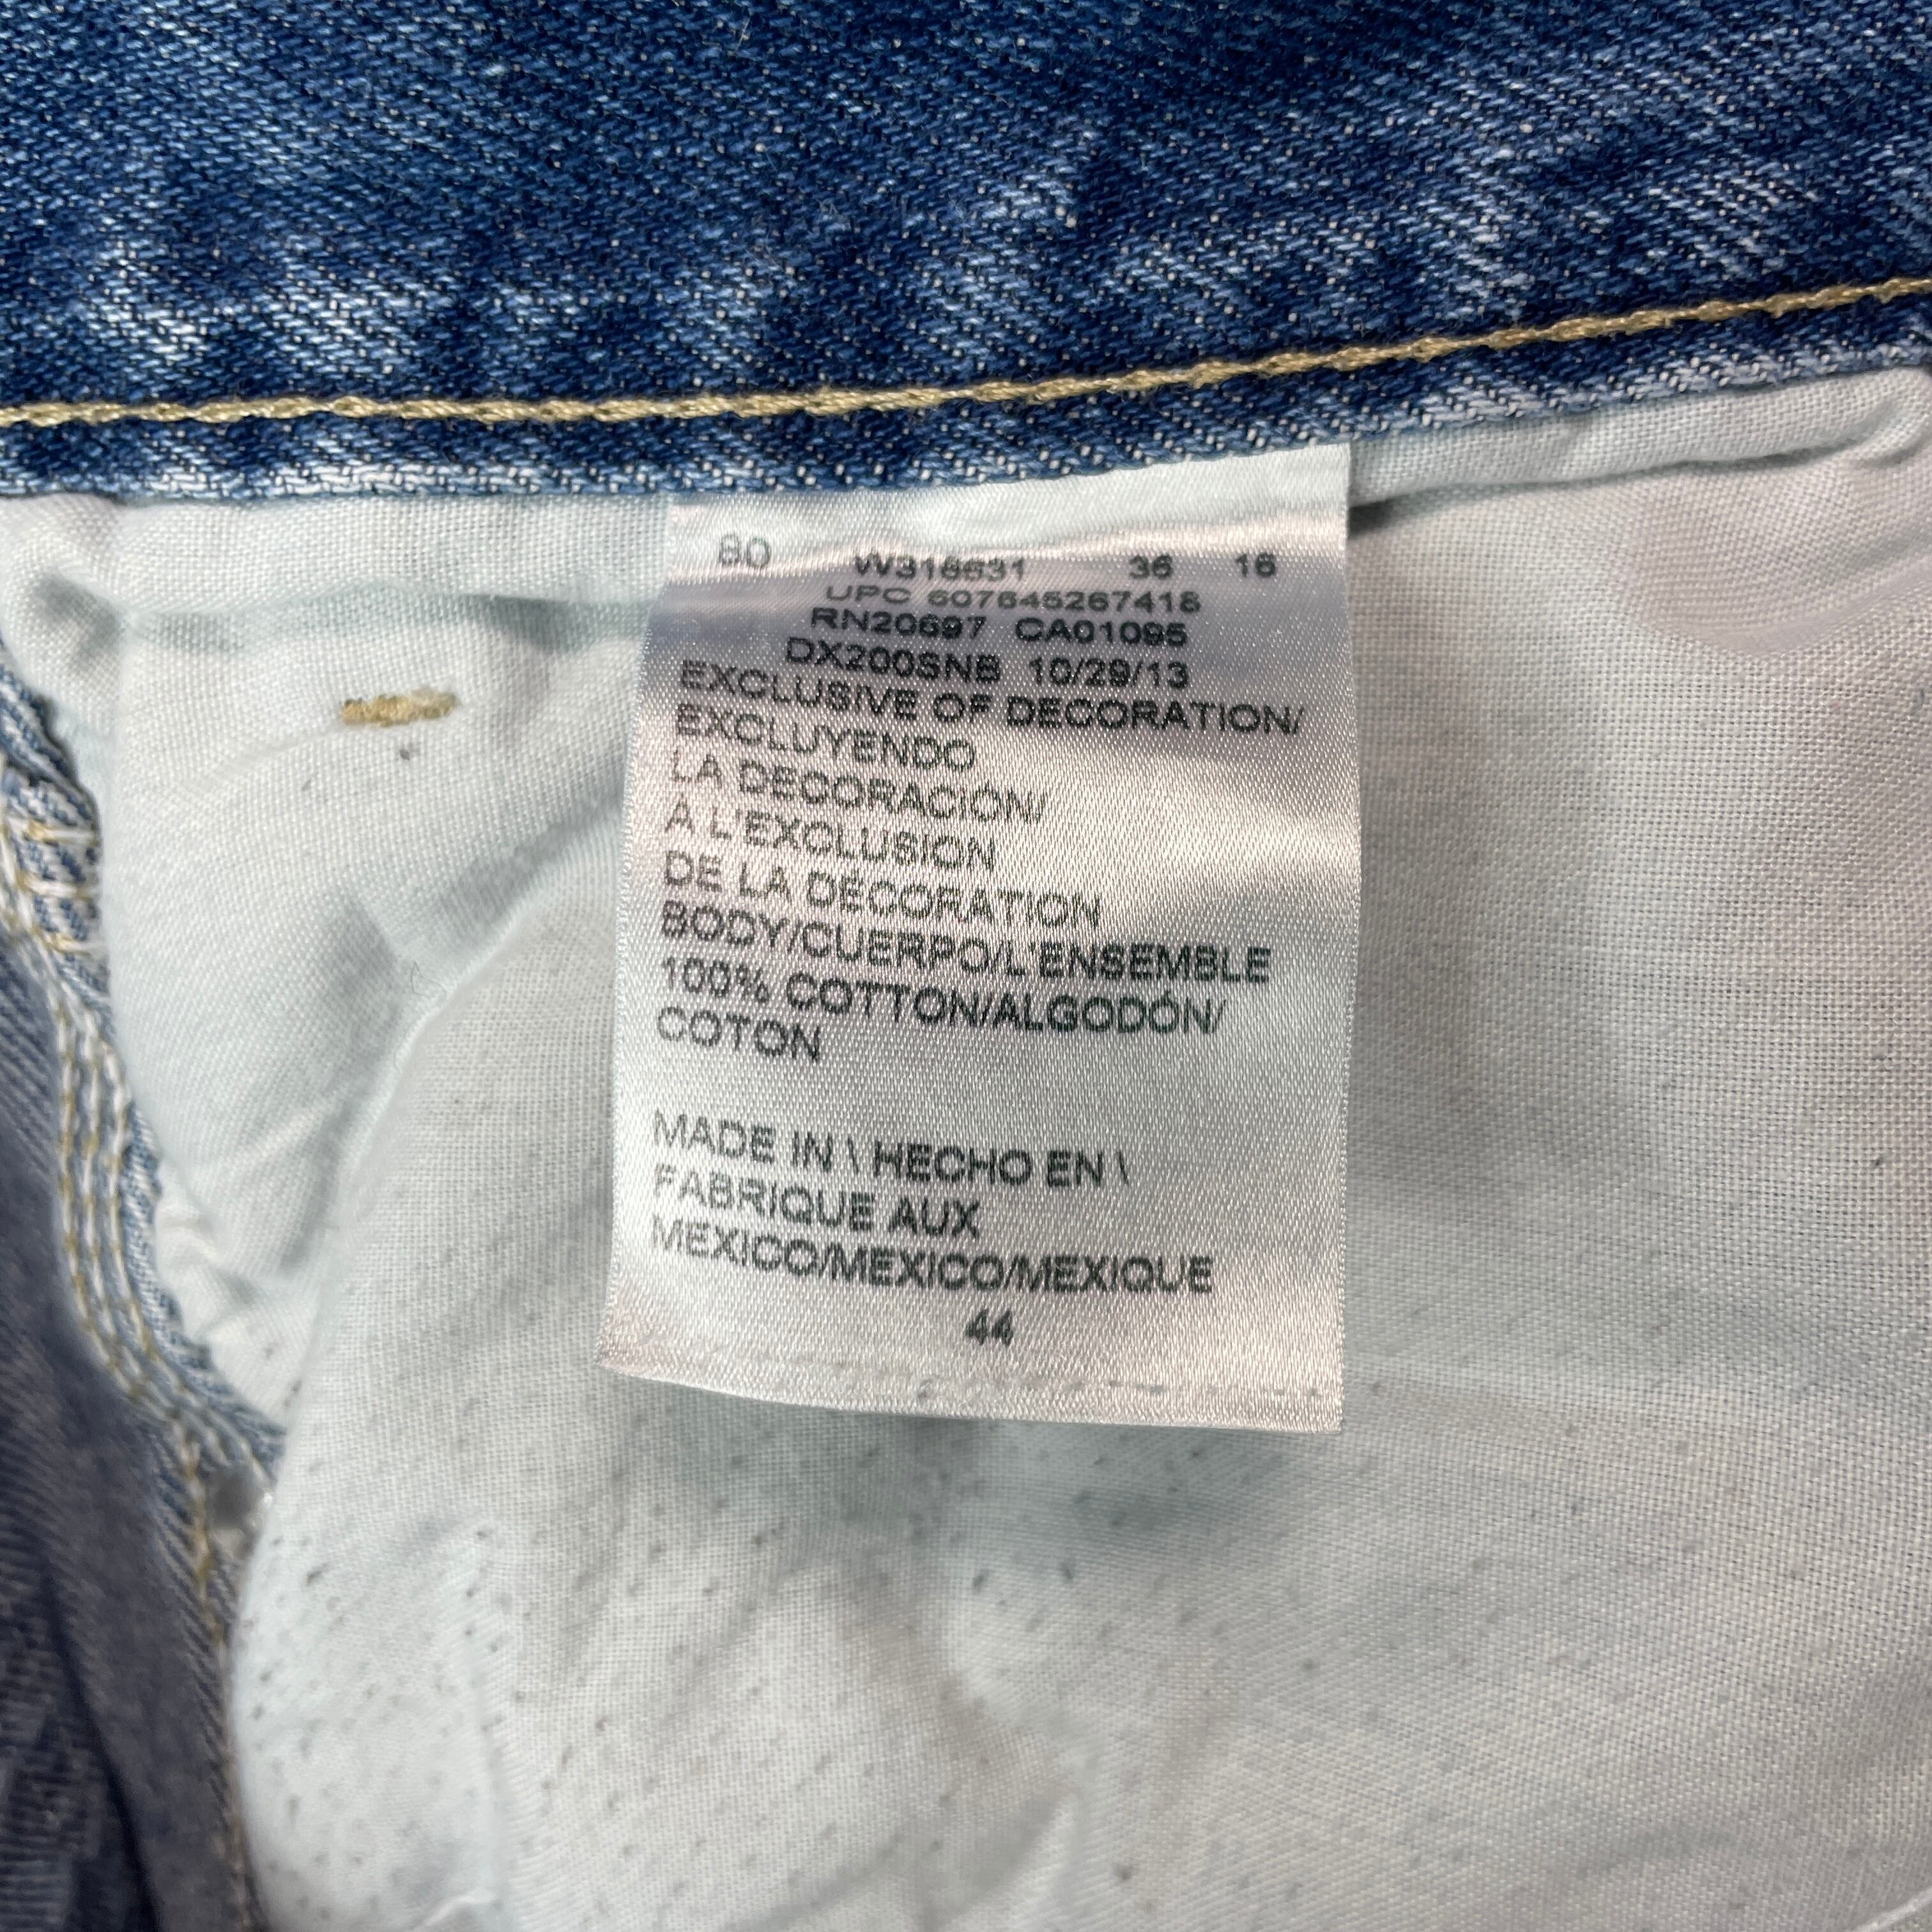 80 W318631 36 16
UPC 607645267418
RN20697 CA01095
DX200SNB 10/29/13
EXCLUSIVE OF DECORATION/
EXCLUYENDO
LA DECORACIÓN/
À L'EXCLUSION
DE LA DÉCORATION
BODY/CUERPO/L'ENSEMBLE
100% COTTON/ALGODÓN/
COTON
MADE IN \ HECHO EN \
FABRIQUE AUX
MEXICO/MEXICO/MEXIQUE
44